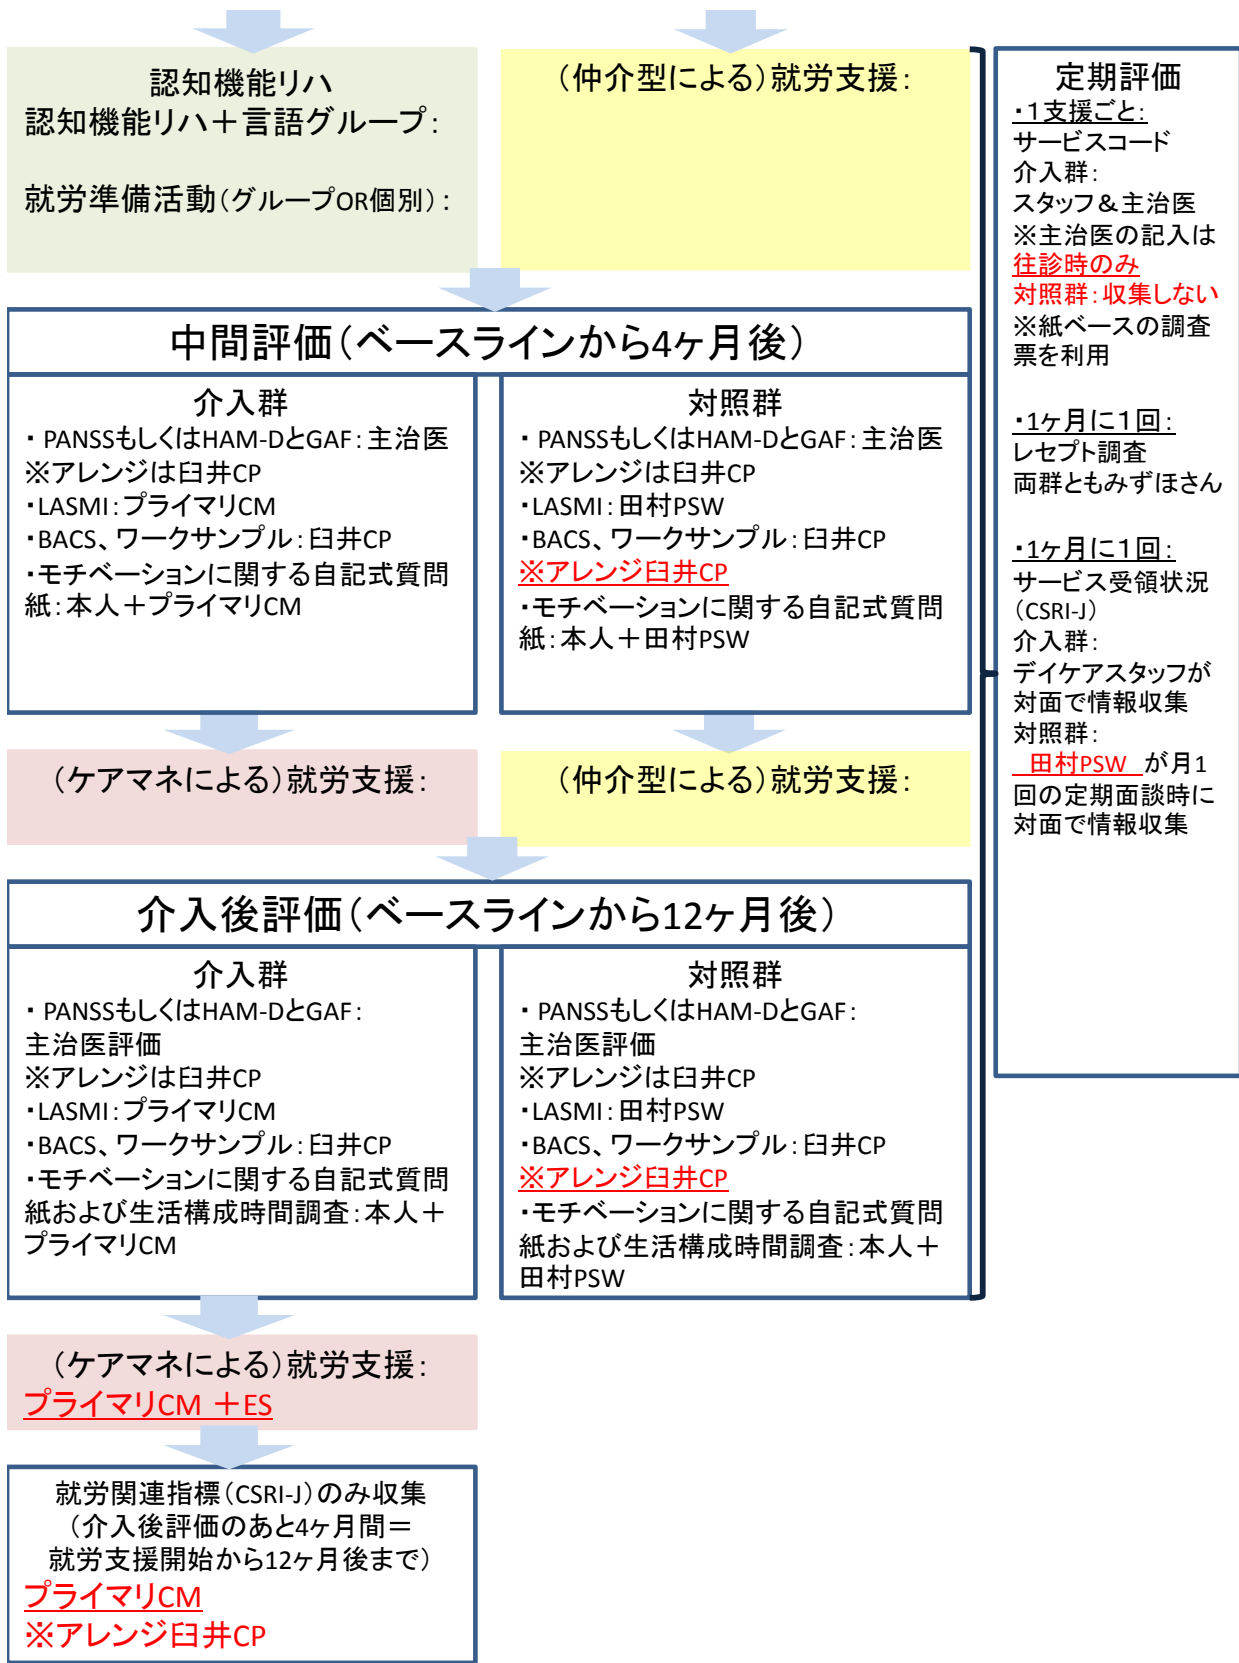 認知機能リハ
認知機能リハ＋言語グループ：
就労準備活動（グループOR個別）：
（仲介型による）就労支援：
中間評価（ベースラインから4ヶ月後）
介入群
・PANSSもしくはHAM-DとGAF：主治医
※アレンジは臼井CP
・LASMI：プライマリCM
・BACS、ワークサンプル：臼井CP
・モチベーションに関する自記式質問
紙：本人＋プライマリCM
対照群
・PANSSもしくはHAM-DとGAF：主治医
※アレンジは臼井CP
・LASMI：田村PSW
・BACS、ワークサンプル：臼井CP
※アレンジ臼井CP
・モチベーションに関する自記式質問
紙：本人＋田村PSW
（ケアマネによる）就労支援：
（仲介型による）就労支援：
介入後評価（ベースラインから12ヶ月後）
介入群
・PANSSもしくはHAM-DとGAF：
主治医評価
※アレンジは臼井CP
・LASMI：プライマリCM
・BACS、ワークサンプル：臼井CP
・モチベーションに関する自記式質問
紙および生活構成時間調査：本人＋
プライマリCM
対照群
・PANSSもしくはHAM-DとGAF：
主治医評価
※アレンジは臼井CP
・LASMI：田村PSW
・BACS、ワークサンプル：臼井CP
※アレンジ臼井CP
・モチベーションに関する自記式質問
紙および生活構成時間調査：本人＋
田村PSW
（ケアマネによる）就労支援：
プライマリCM ＋ES
就労関連指標（CSRI-J）のみ収集
（介入後評価のあと4ヶ月間＝
就労支援開始から12ヶ月後まで）
プライマリCM
※アレンジ臼井CP
定期評価
・１支援ごと：
サービスコード
介入群：
スタッフ＆主治医
※主治医の記入は
往診時のみ
対照群：収集しない
※紙ベースの調査
票を利用
・1ヶ月に１回：
レセプト調査
両群ともみずほさん
・1ヶ月に１回：
サービス受領状況
（CSRI-J）
介入群：
デイケアスタッフが
対面で情報収集
対照群：
田村PSW が月1
回の定期面談時に
対面で情報収集